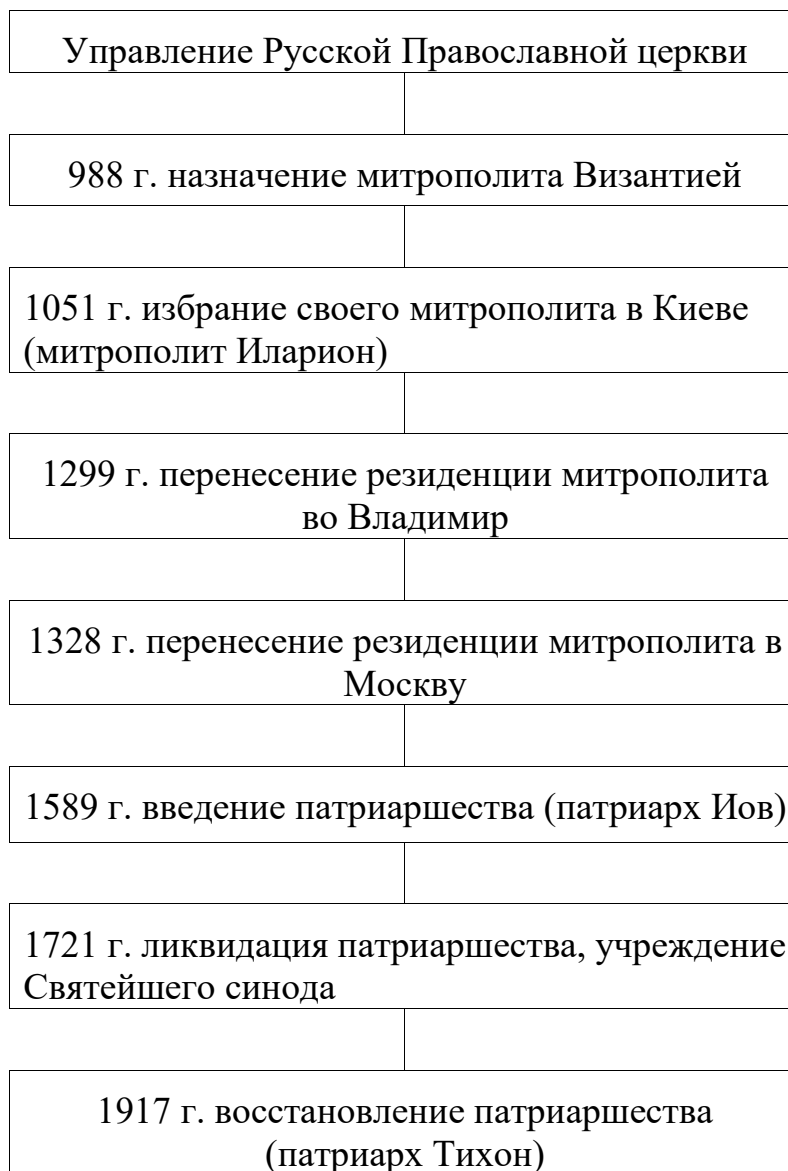 Управление Русской Православной церкви
988 г. назначение митрополита Византией
1051 г. избрание своего митрополита в Киеве
(митрополит Иларион)
1299 г. перенесение резиденции митрополита
во Владимир
1328 г. перенесение резиденции митрополита в
Москву
1589 г. введение патриаршества (патриарх Иов)
1721 г. ликвидация патриаршества, учреждение
Святейшего синода
1917 г. восстановление патриаршества
(патриарх Тихон)